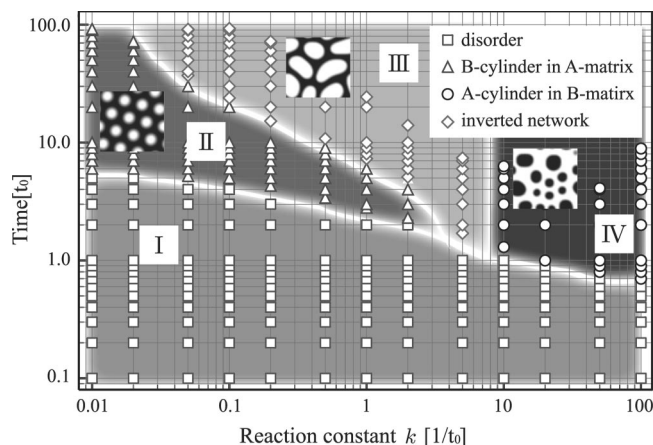 100.0
10.0
1.0
0.1
Time[t₀]
I
II
III
IV
disorder
B-cylinder in A-matrix
A-cylinder in B-matirx
inverted network
0.01
0.1
1
10
100
Reaction constant k [1/t₀]